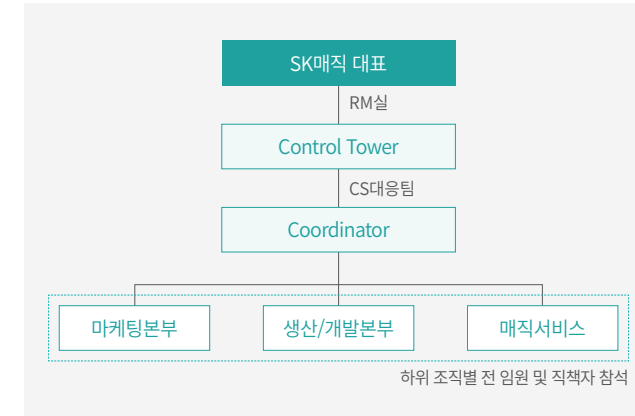 SK매직 대표
RM실
Control Tower
CS대응팀
Coordinator
마케팅본부
생산/개발본부
매직서비스
하위 조직별 전 임원 및 직책자 참석